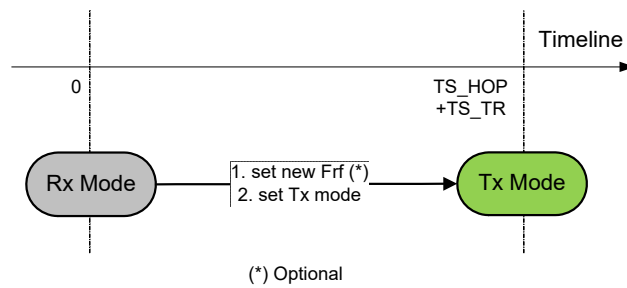 Timeline
0
TS_HOP
+TS_TR
Rx Mode
1. set new Frf (*)
2. set Tx mode
Tx Mode
(*) Optional